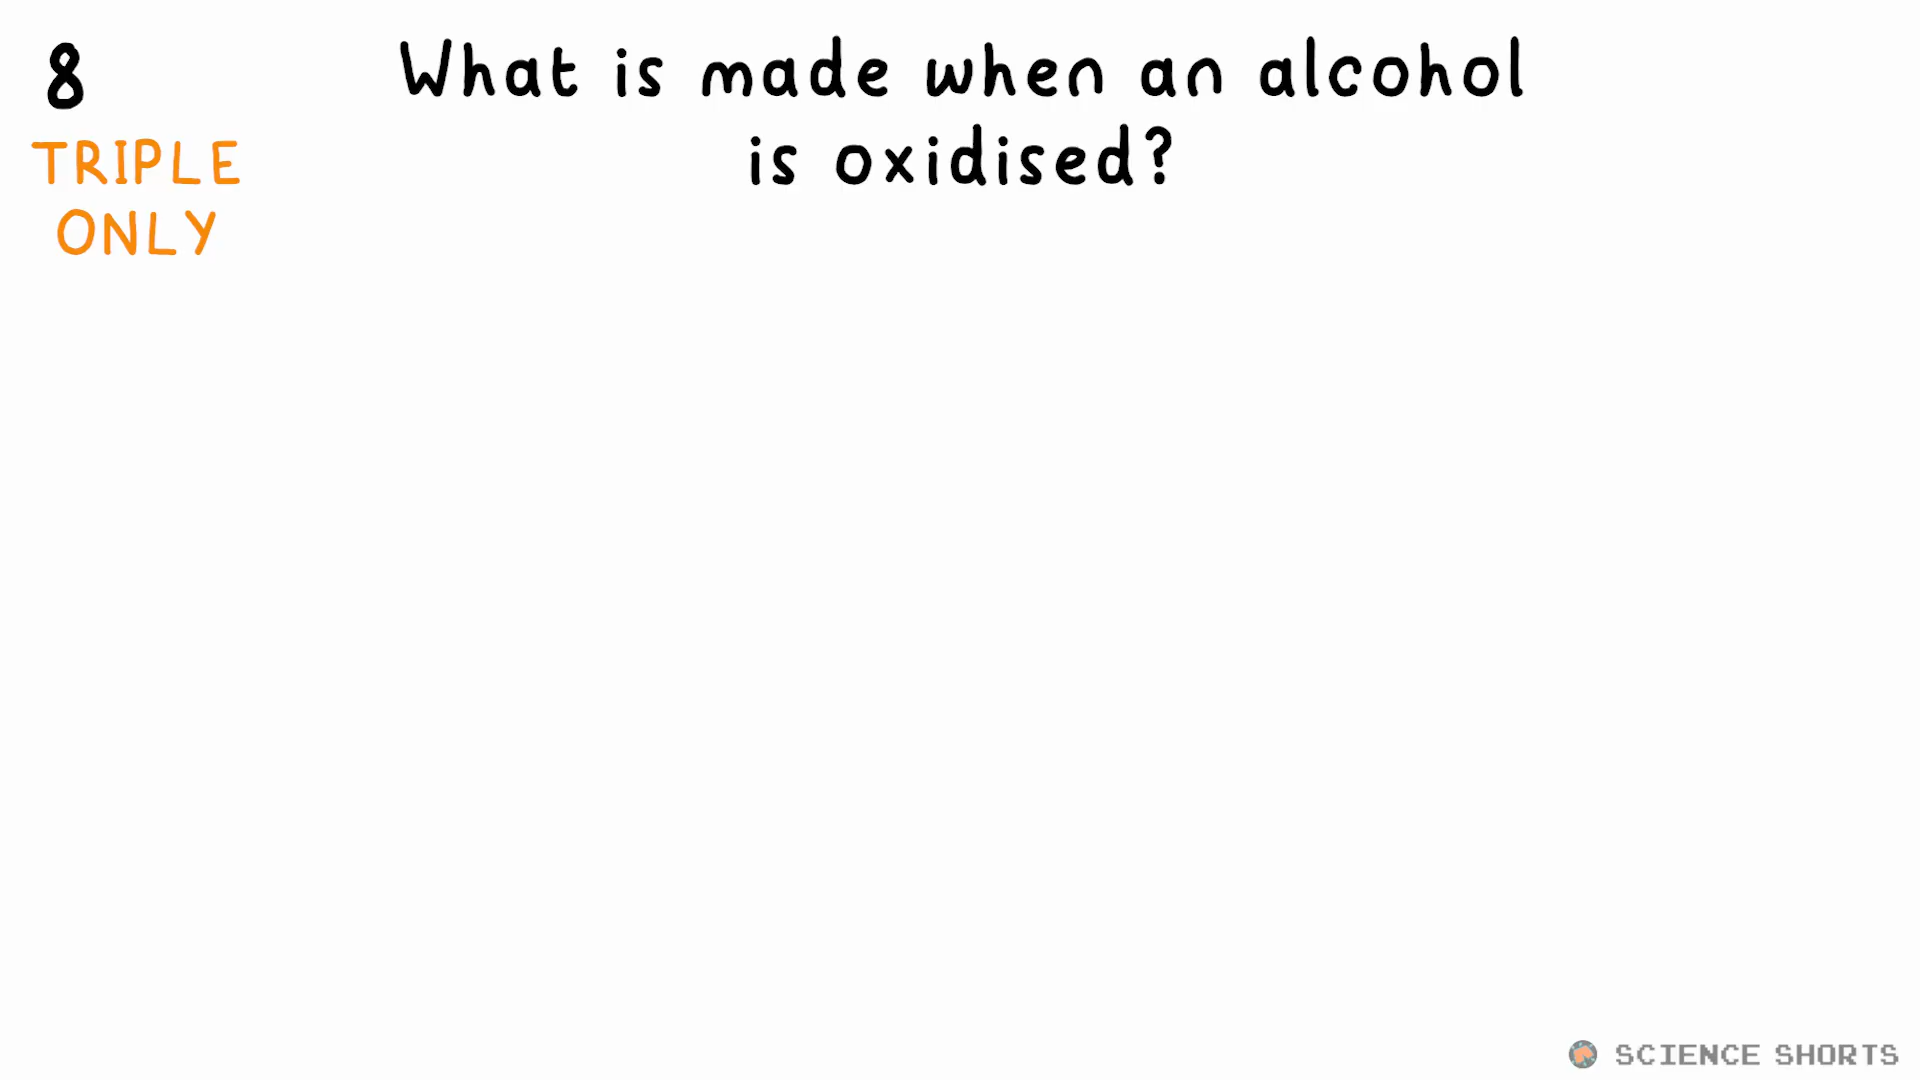 8
What is made when an alcohol
is oxidised?
TRIPLE
ONLY
SCIENCE SHORTS